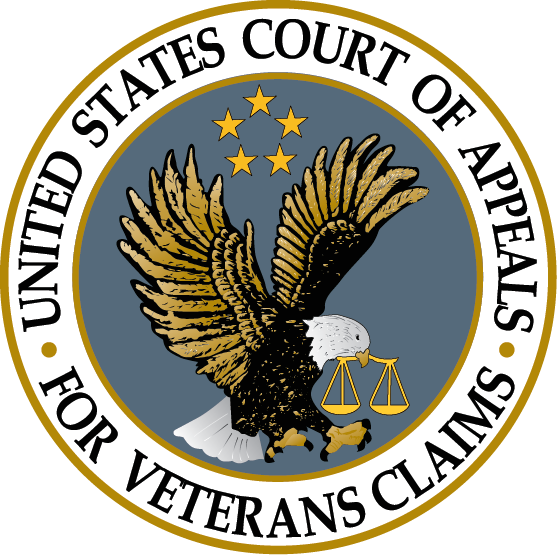 UNITED STATES COURT OF APPEALS
FOR VETERANS CLAIMS